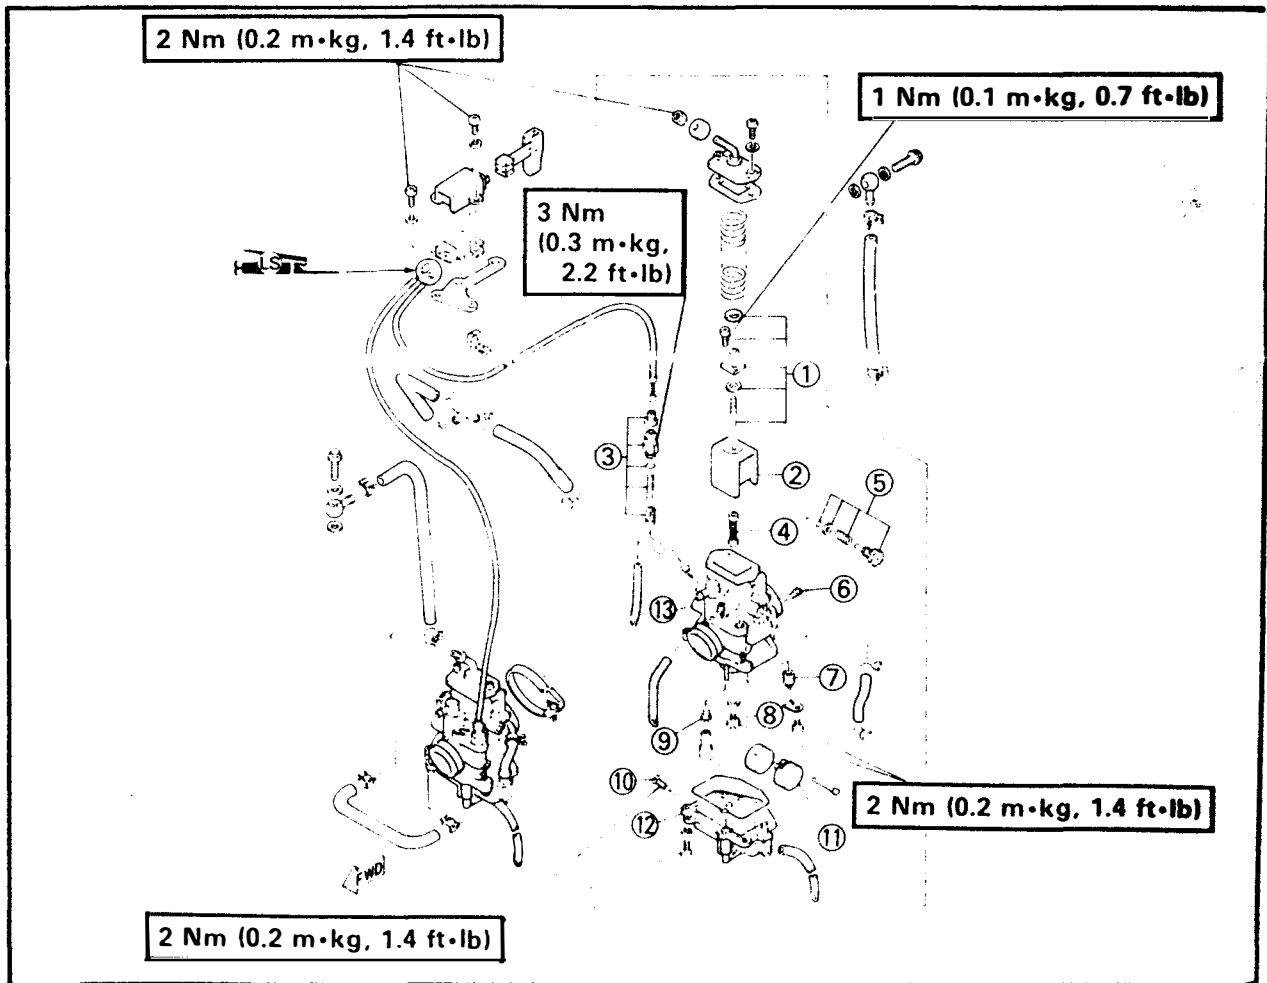 2 Nm (0.2 m•kg, 1.4 ft•lb)
1 Nm (0.1 m•kg, 0.7 ft•lb)
3 Nm
(0.3 m•kg,
2.2 ft•lb)
LS
①
③
②
⑤
④
⑥
⑬
⑦
⑧
⑨
⑩
⑫
⑪
2 Nm (0.2 m•kg, 1.4 ft•lb)
FWD
2 Nm (0.2 m•kg, 1.4 ft•lb)